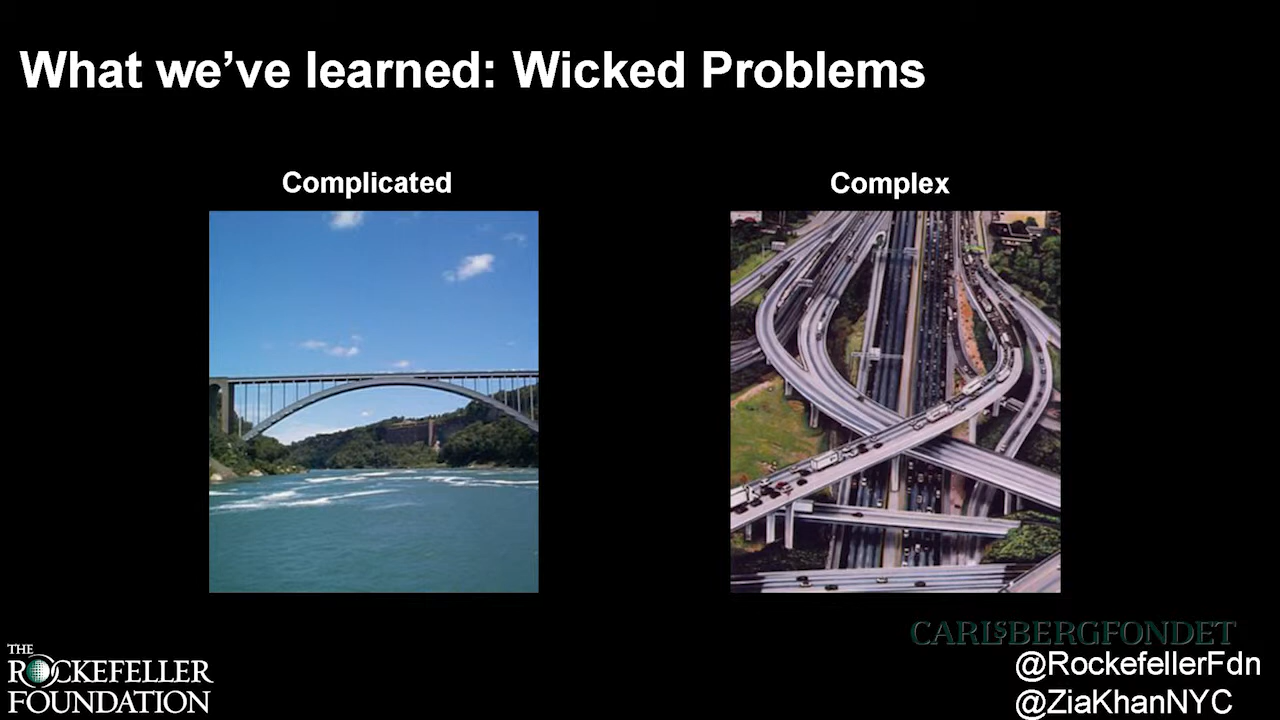 What we've learned: Wicked Problems
Complicated
Complex
CARLSBERGFONDET
THE
ROCKEFELLER
FOUNDATION
@RockefellerFdn
@ZiaKhanNYC